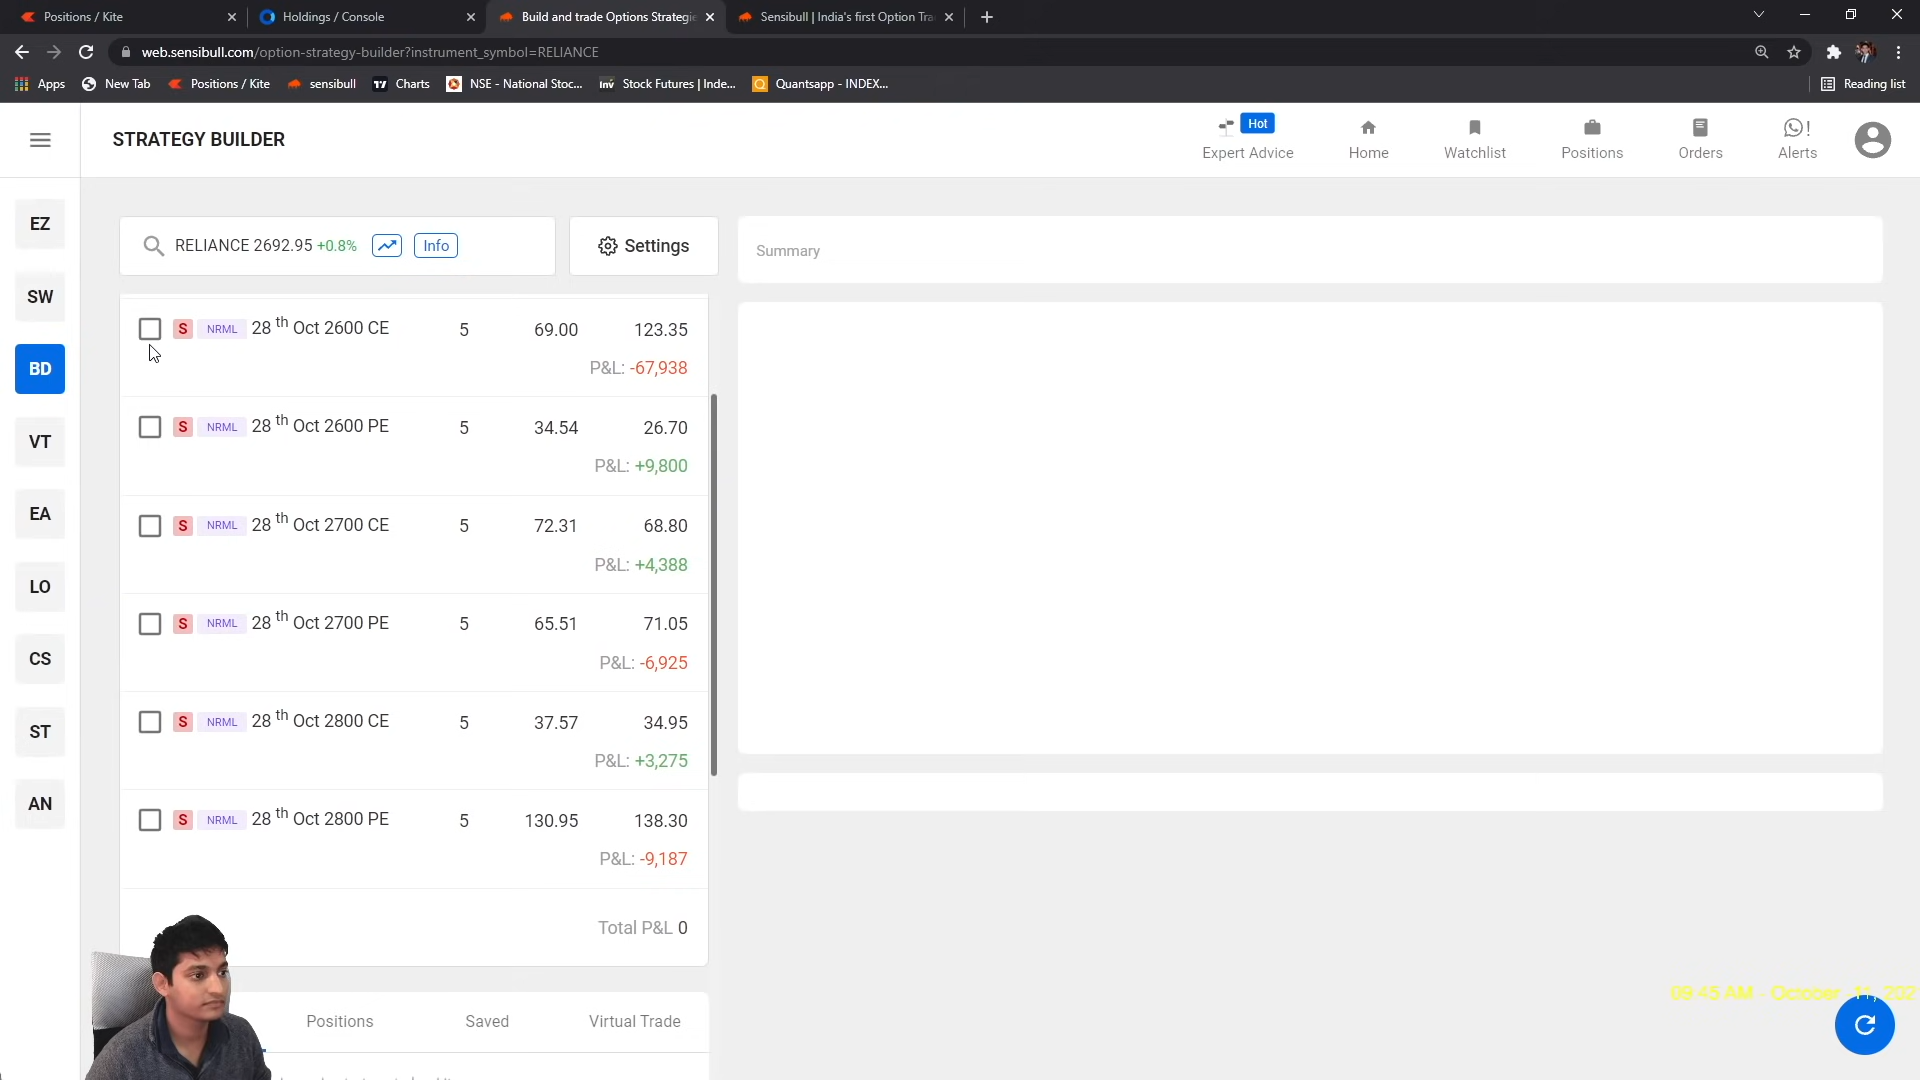 Positions / Kite
Holdings / Console
Build and trade Options Strategie
Sensibull | India's first Option Tra
web.sensibull.com/option-strategy-builder?instrument_symbol=RELIANCE
Apps
New Tab
Positions / Kite
sensibull
Charts
NSE - National Stoc...
Stock Futures | Inde...
Quantsapp - INDEX...
Reading list
STRATEGY BUILDER
Hot
Expert Advice
Home
Watchlist
Positions
Orders
Alerts
EZ
SW
BD
VT
EA
LO
CS
ST
AN
RELIANCE 2692.95 +0.8% Info
Settings
Summary
S NRML 28 th Oct 2600 CE 5 69.00 123.35
P&L: -67,938
S NRML 28 th Oct 2600 PE 5 34.54 26.70
P&L: +9,800
S NRML 28 th Oct 2700 CE 5 72.31 68.80
P&L: +4,388
S NRML 28 th Oct 2700 PE 5 65.51 71.05
P&L: -6,925
S NRML 28 th Oct 2800 CE 5 37.57 34.95
P&L: +3,275
S NRML 28 th Oct 2800 PE 5 130.95 138.30
P&L: -9,187
Total P&L 0
Positions Saved Virtual Trade
09:45 AM - October 11, 202